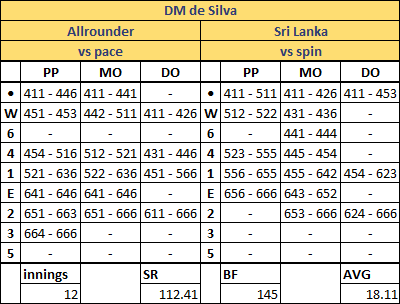 DM de Silva
Allrounder Sri Lanka
vs pace vs spin
PP MO DO PP MO DO
• 411 - 446 411 - 441 - • 411 - 511 411 - 426 411 - 453
W 451 - 453 442 - 511 411 - 426 W 512 - 522 431 - 436 -
6 - - - 6 - 441 - 444 -
4 454 - 516 512 - 521 431 - 446 4 523 - 555 445 - 454 -
1 521 - 636 522 - 636 451 - 566 1 556 - 655 455 - 642 454 - 623
E 641 - 646 641 - 646 - E 656 - 666 643 - 652 -
2 651 - 663 651 - 666 611 - 666 2 - 653 - 666 624 - 666
3 664 - 666 - - 3 - - -
5 - - - 5 - - -
innings SR BF AVG
12 112.41 145 18.11